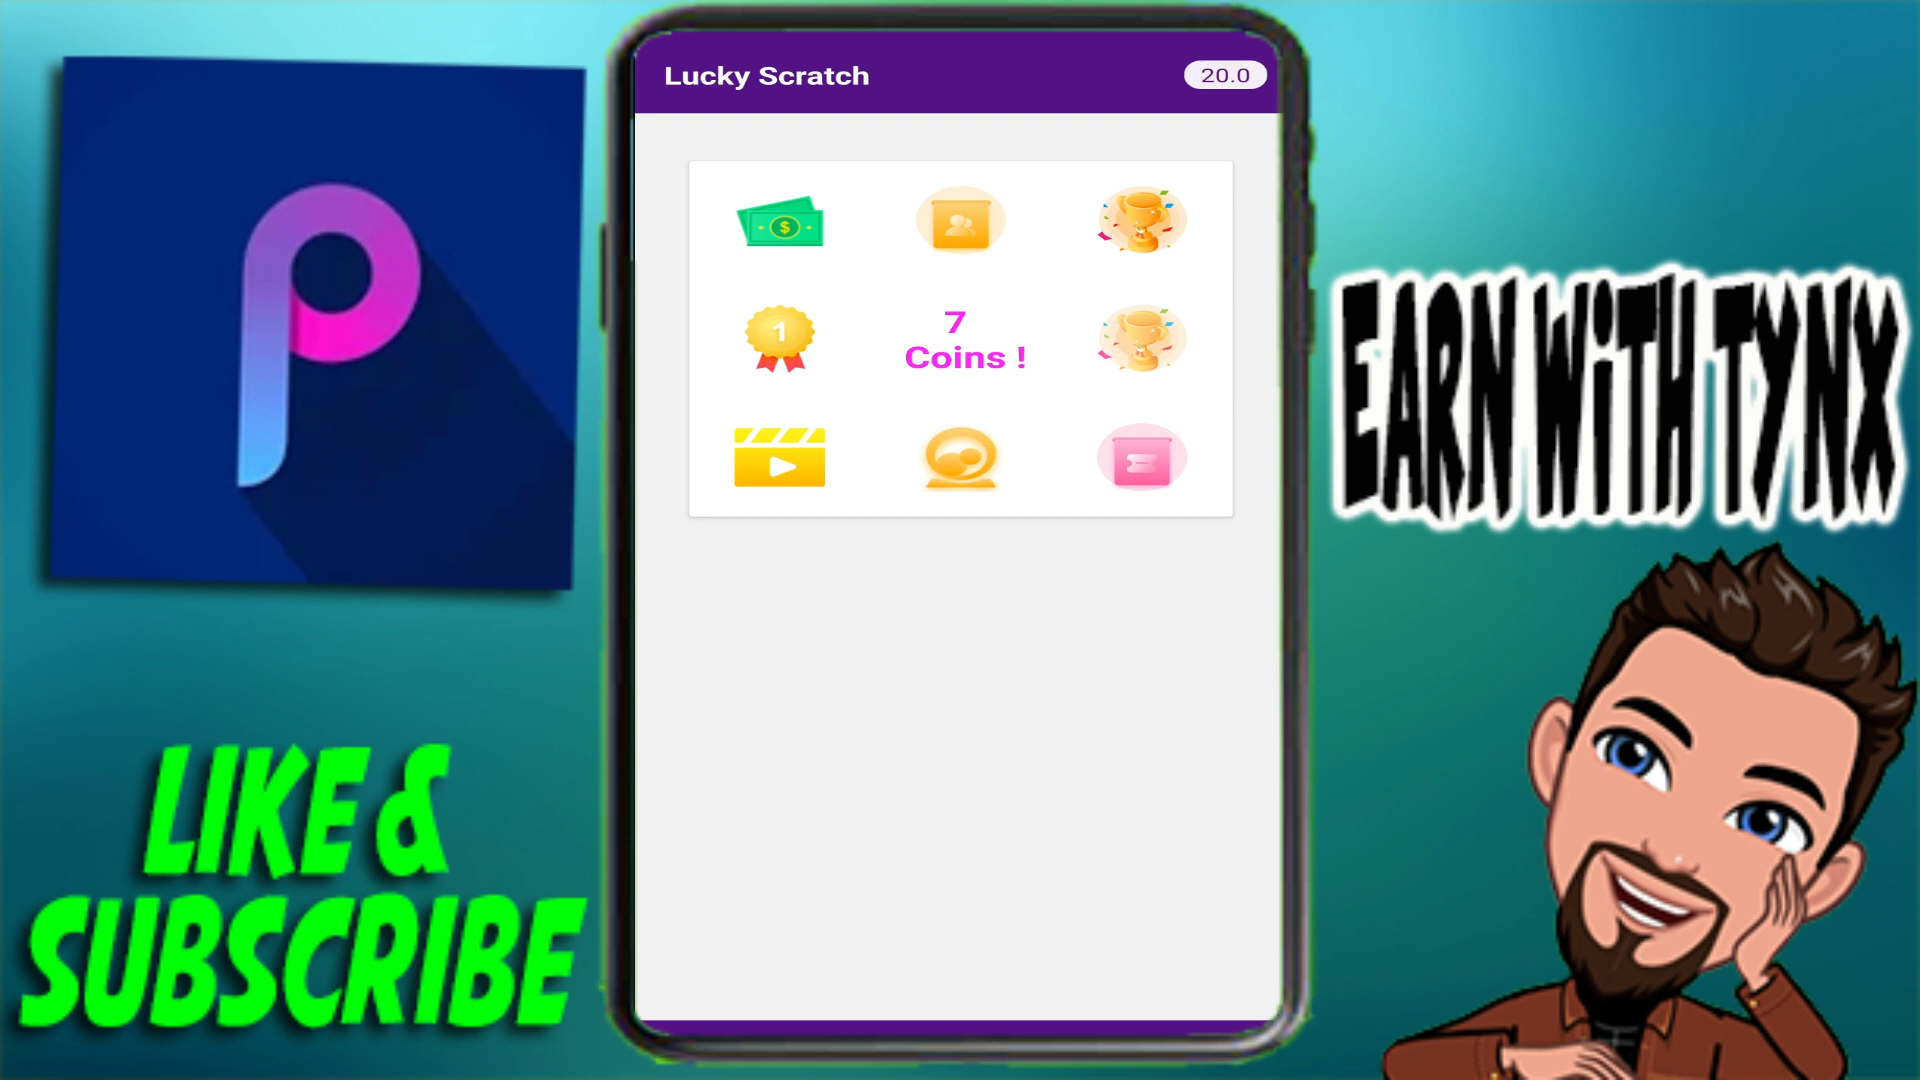 Lucky Scratch
20.0
$
1
7
Coins !
EARN WiTH TYNX
LIKE &
SUBSCRIBE